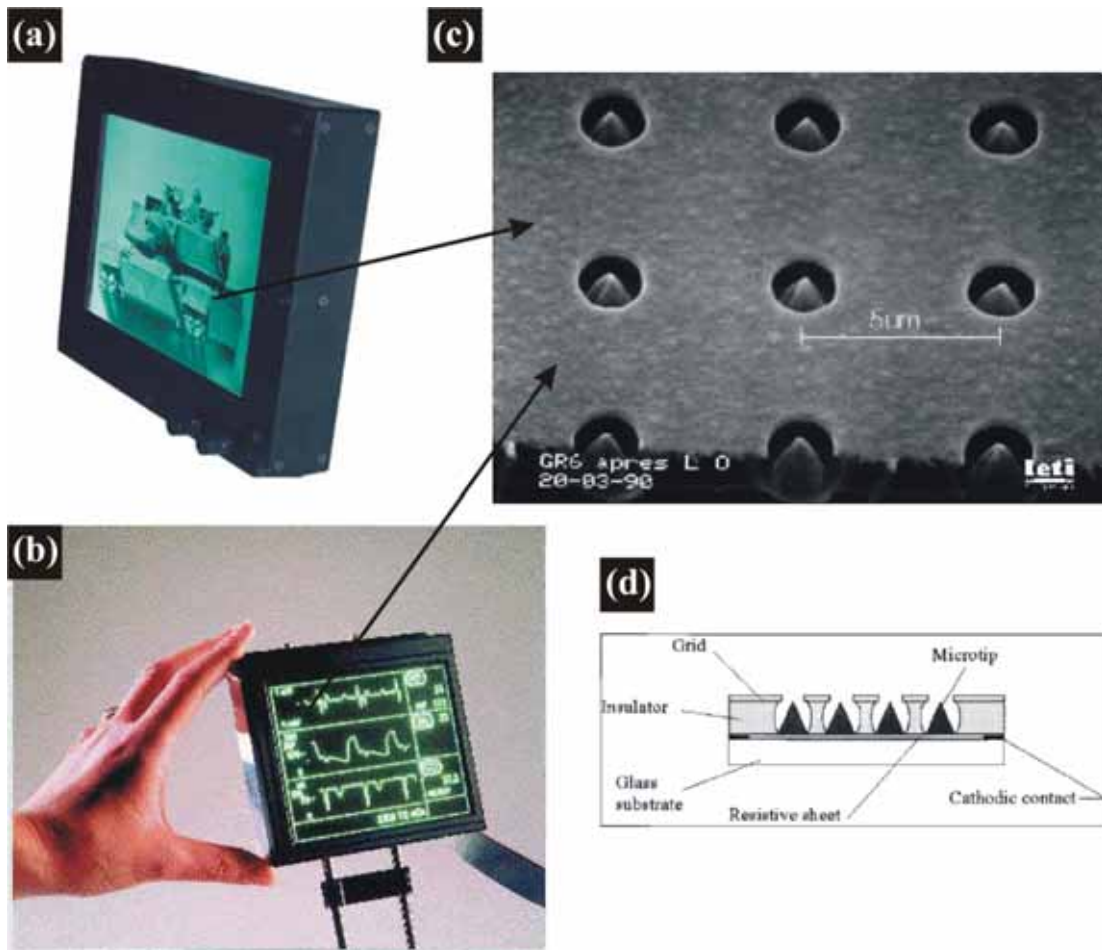 (a)
(c)
5um
GR6 apres L O
20-03-90
leti
(b)
(d)
Grid
Microtip
Insulator
Glass
substrate
Resistive sheet
Cathodic contact